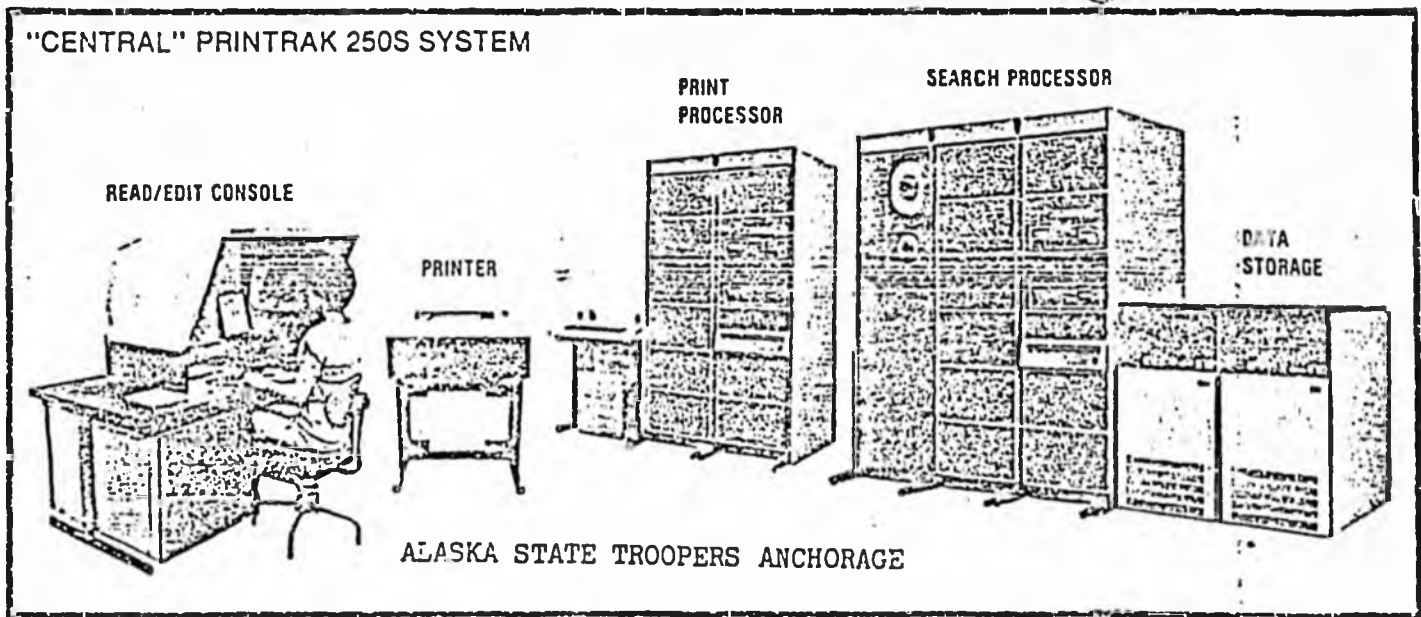 "CENTRAL" PRINTRAK 250S SYSTEM
READ/EDIT CONSOLE
PRINTER
PRINT
PROCESSOR
SEARCH PROCESSOR
DATA
STORAGE
ALASKA STATE TROOPERS ANCHORAGE